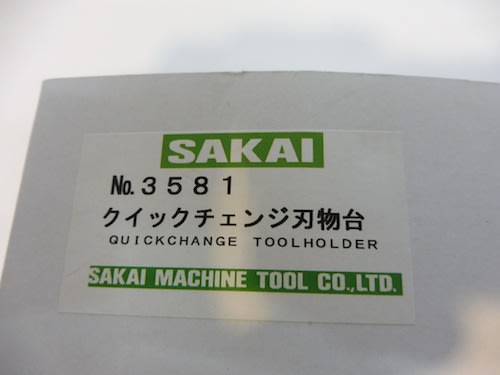 SAKAI
No.3581
クイックチェンジ刃物台
QUICKCHANGE TOOLHOLDER
SAKAI MACHINE TOOL CO.,LTD.